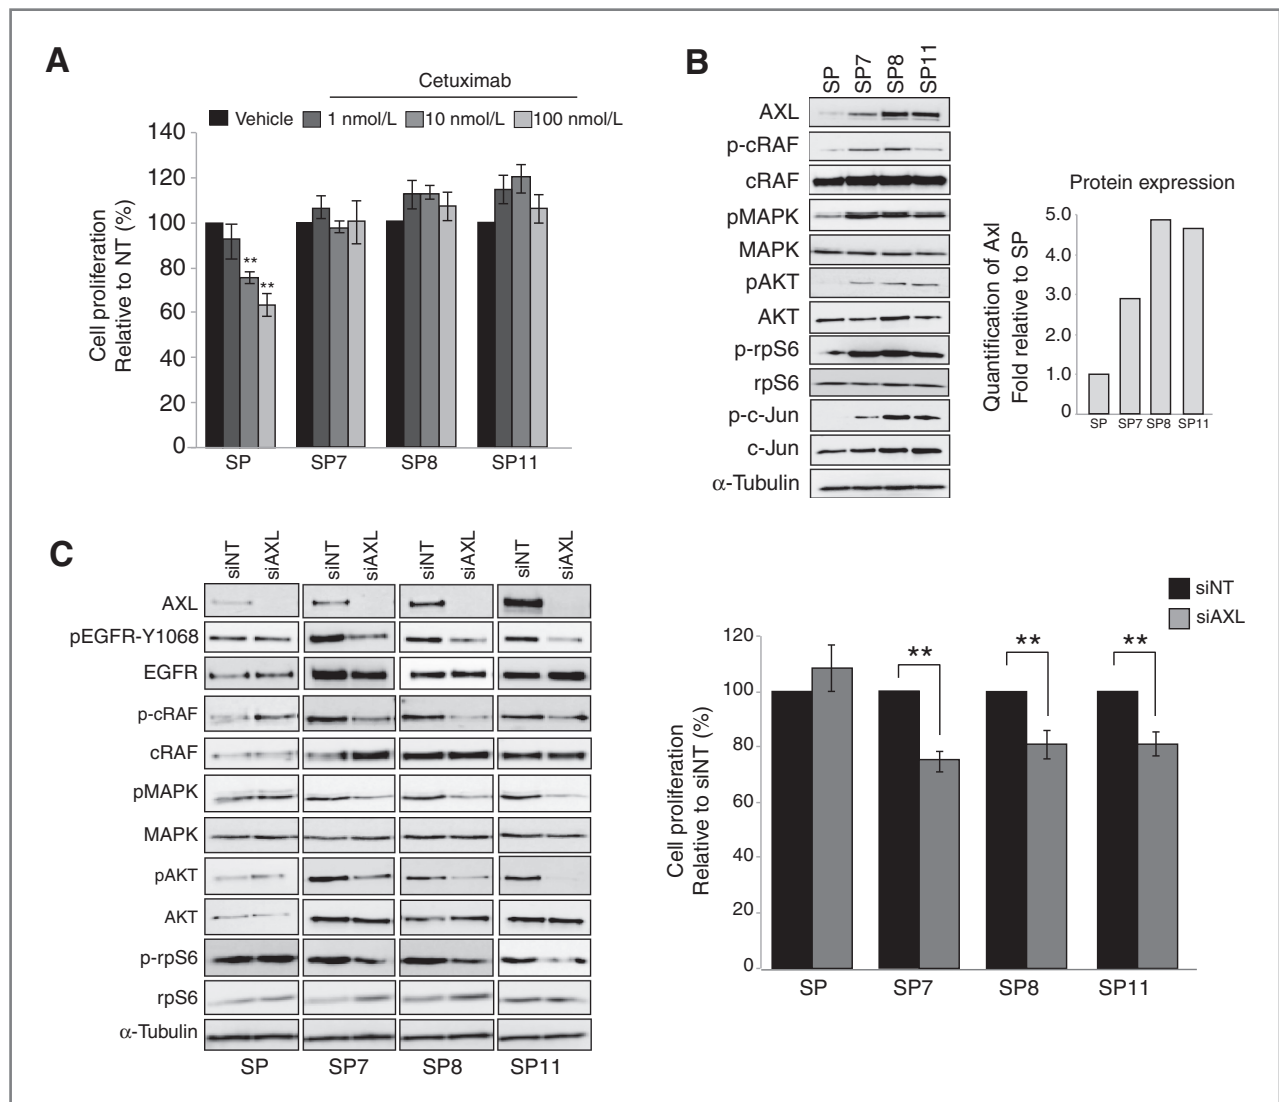 A
Cetuximab
Vehicle 1 nmol/L 10 nmol/L 100 nmol/L
Cell proliferation
Relative to NT (%)
140
120
100
80
60
40
20
0
**
**
SP SP7 SP8 SP11
B
SP SP7 SP8 SP11
AXL
p-cRAF
cRAF
pMAPK
MAPK
pAKT
AKT
p-rpS6
rpS6
p-c-Jun
c-Jun
α-Tubulin
Protein expression
Quantification of Axl
Fold relative to SP
5.0
4.0
3.0
2.0
1.0
0
SP SP7 SP8 SP11
C
siNT siAXL siNT siAXL siNT siAXL siNT siAXL
AXL
pEGFR-Y1068
EGFR
p-cRAF
cRAF
pMAPK
MAPK
pAKT
AKT
p-rpS6
rpS6
α-Tubulin
SP SP7 SP8 SP11
siNT
siAXL
Cell proliferation
Relative to siNT (%)
120
100
80
60
40
20
0
** ** **
SP SP7 SP8 SP11